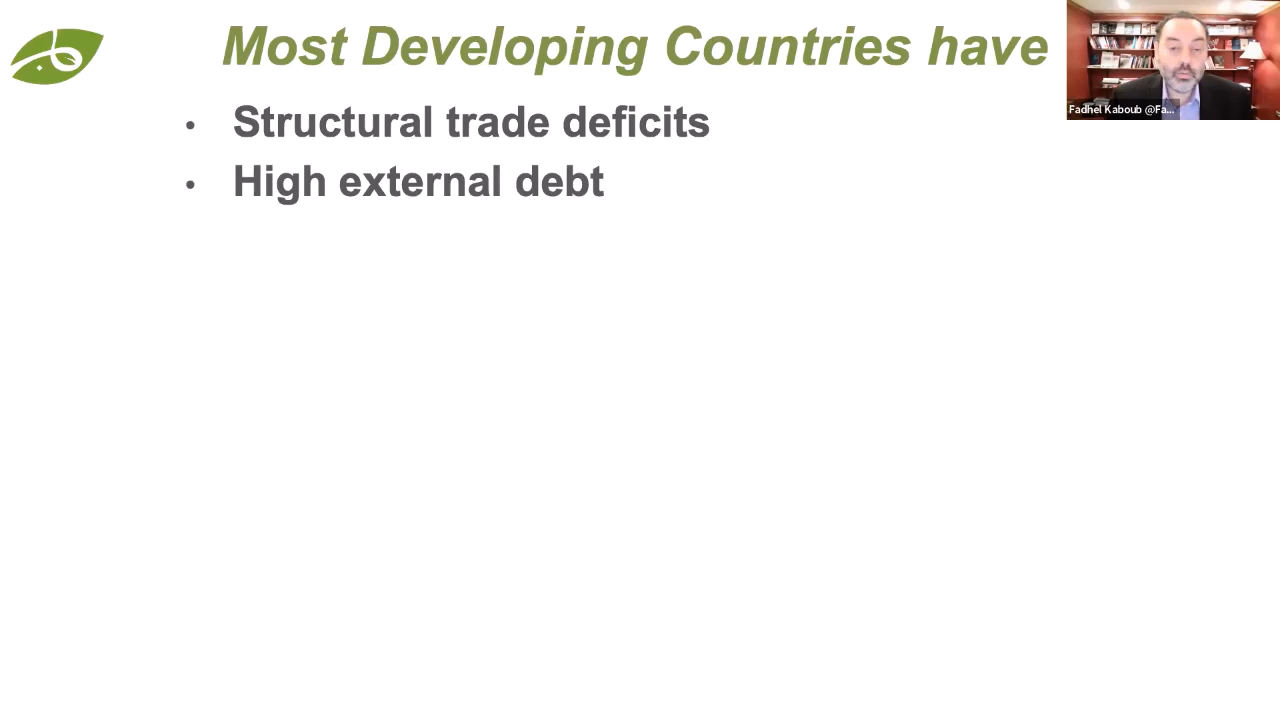 Most Developing Countries have
• Structural trade deficits
• High external debt
Fadhel Kaboub @Fa...